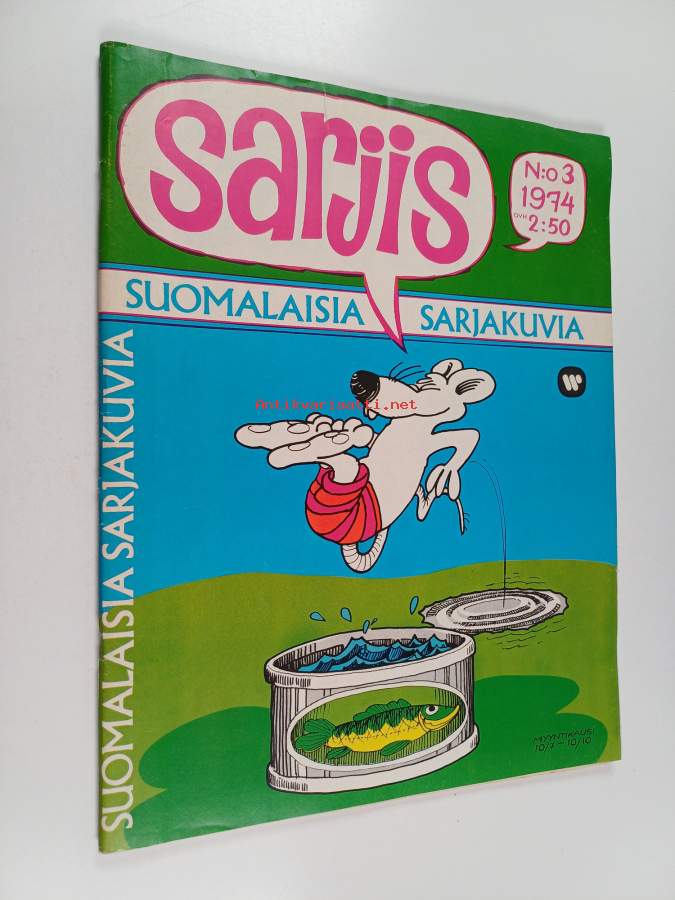 sarjis
N:o 3
1974
OVH 2:50
SUOMALAISIA SARJAKUVIA
W
Antikvariaatti.net
SUOMALAISIA SARJAKUVIA
MYYNTIKAUSI
10/7 – 10/10